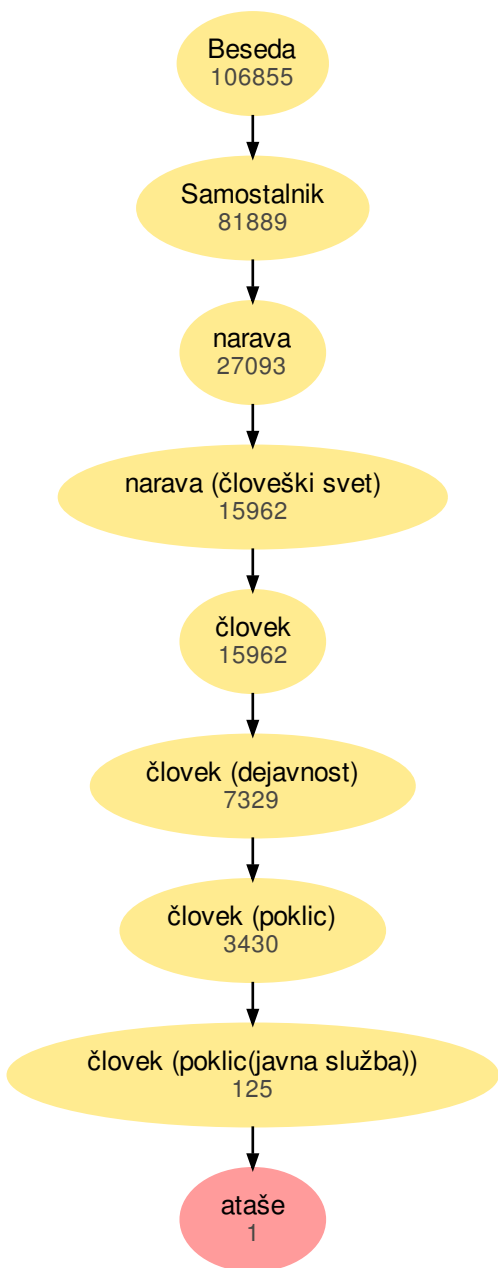 Beseda
106855
Samostalnik
81889
narava
27093
narava (človeški svet)
15962
človek
15962
človek (dejavnost)
7329
človek (poklic)
3430
človek (poklic(javna služba))
125
ataše
1